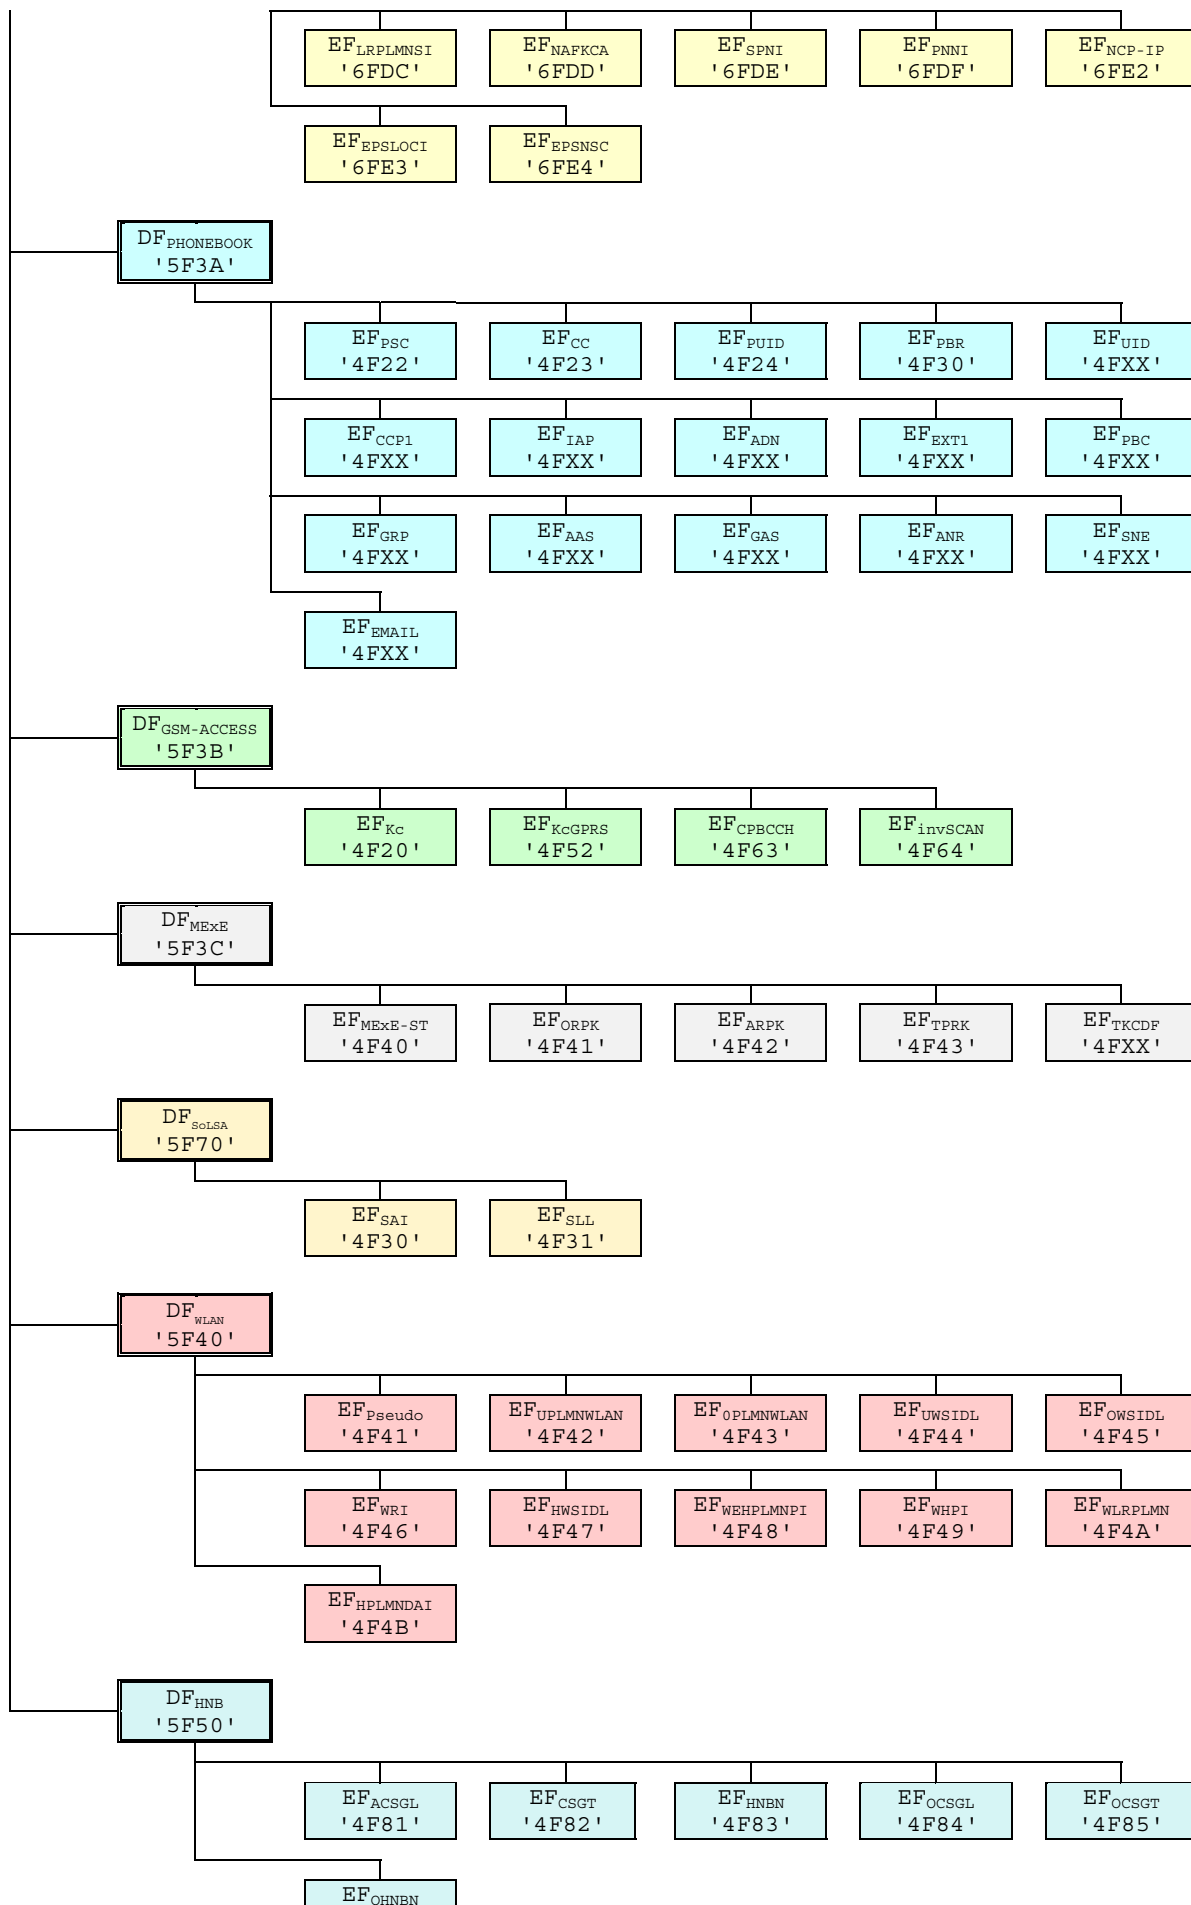 EFLRPLMNSI EFNAFKCA EFSPNI EFPNNI EFNCP-IP
'6FDC' '6FDD' '6FDE' '6FDF' '6FE2'
EFEPSLOCI EFEPSNSC
'6FE3' '6FE4'
DFPHONEBOOK
'5F3A'
EFPSC EFCC EFPUID EFPBR EFUID
'4F22' '4F23' '4F24' '4F30' '4FXX'
EFCCP1 EFIAP EFADN EFEXT1 EFPBC
'4FXX' '4FXX' '4FXX' '4FXX' '4FXX'
EFGRP EFAAS EFGAS EFANR EFSNE
'4FXX' '4FXX' '4FXX' '4FXX' '4FXX'
EFEMAIL
'4FXX'
DFGSM-ACCESS
'5F3B'
EFKc EFKcGPRS EFCPBCCH EFinvSCAN
'4F20' '4F52' '4F63' '4F64'
DFMExE
'5F3C'
EFMExE-ST EFORPK EFARPK EFTPRK EFTKCDF
'4F40' '4F41' '4F42' '4F43' '4FXX'
DFSoLSA
'5F70'
EFSAI EFSLL
'4F30' '4F31'
DFWLAN
'5F40'
EFPseudo EFUPLMNWLAN EF0PLMNWLAN EFUWSIDL EFOWSIDL
'4F41' '4F42' '4F43' '4F44' '4F45'
EFWRI EFHWSIDL EFWEHPLMNPI EFWHPI EFWLRPLMN
'4F46' '4F47' '4F48' '4F49' '4F4A'
EFHPLMNDAI
'4F4B'
DFHNB
'5F50'
EFACSGL EFCSGT EFHNBN EFOCSGL EFOCSGT
'4F81' '4F82' '4F83' '4F84' '4F85'
EFOHNBN